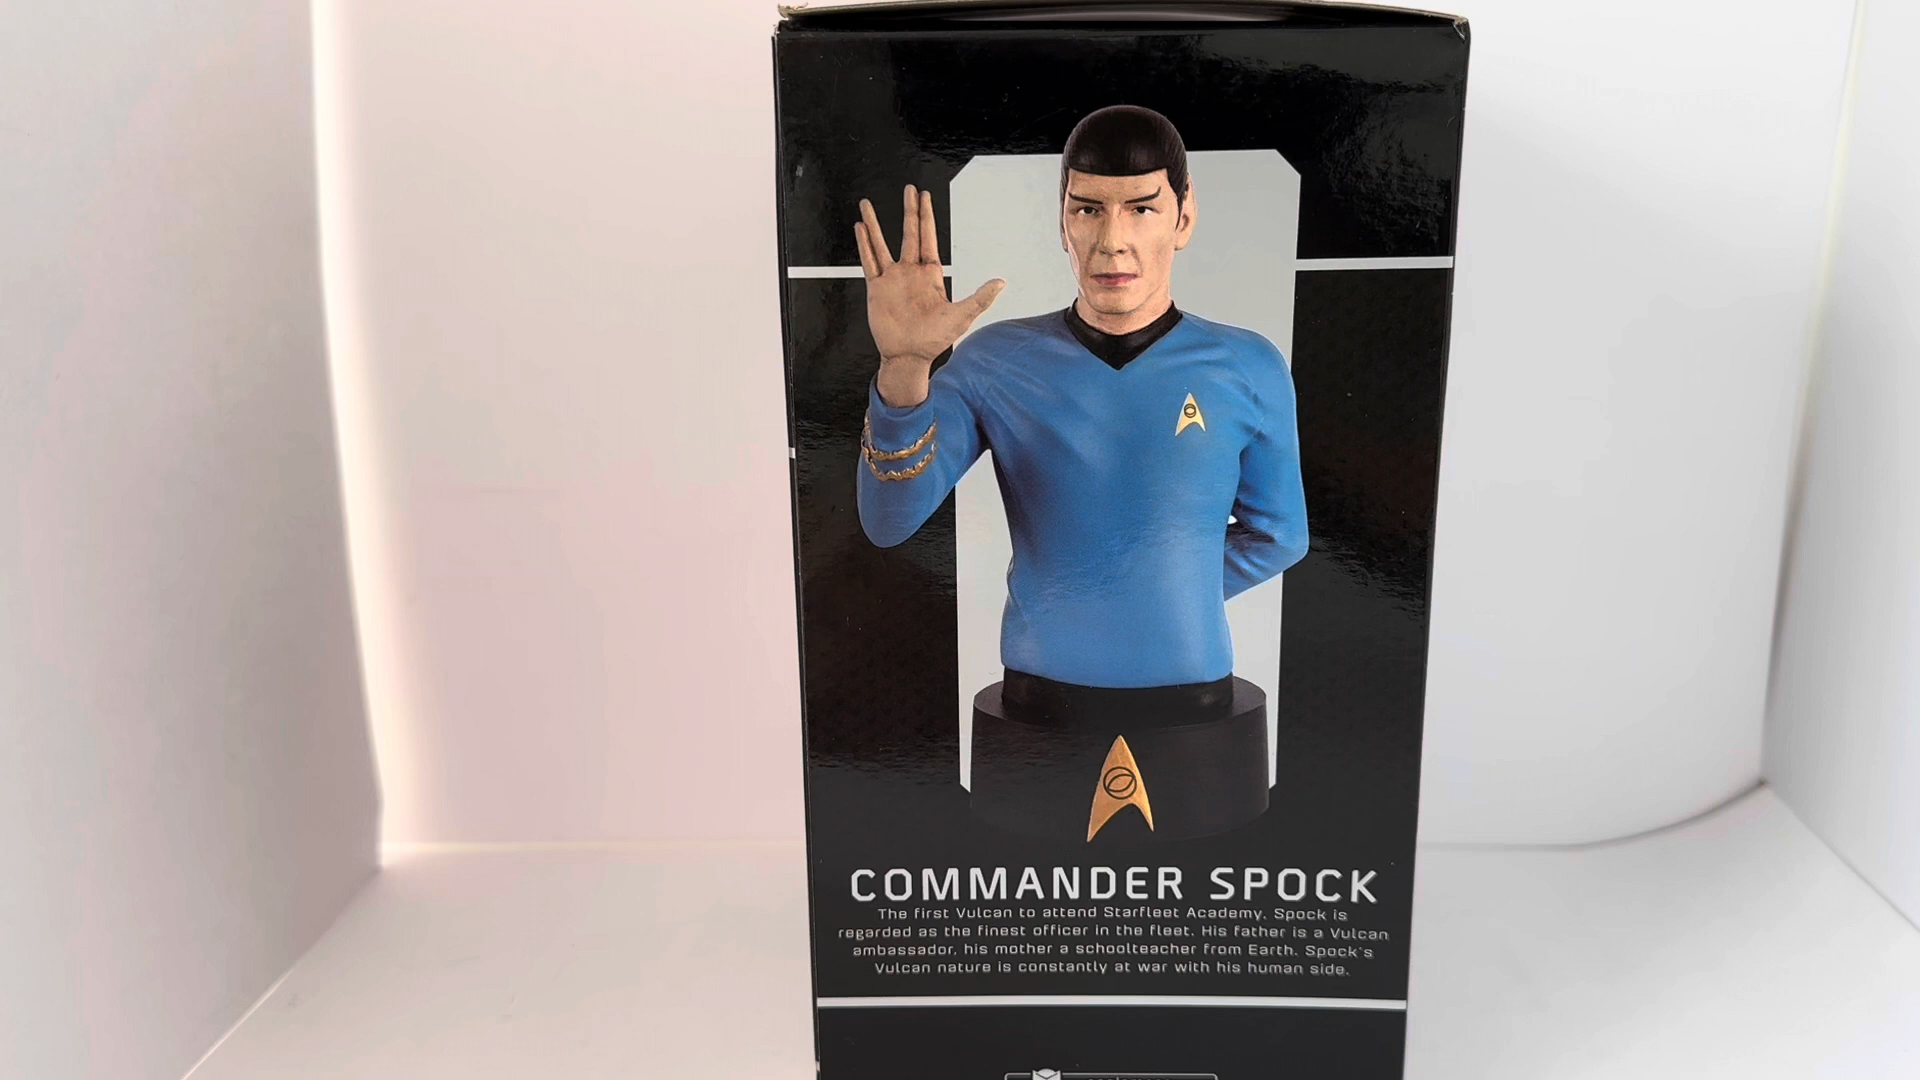 COMMANDER SPOCK
The first Vulcan to attend Starfleet Academy. Spock is
regarded as the finest officer in the fleet. His father is a Vulcan
ambassador, his mother a schoolteacher from Earth. Spock's
Vulcan nature is constantly at war with his human side.